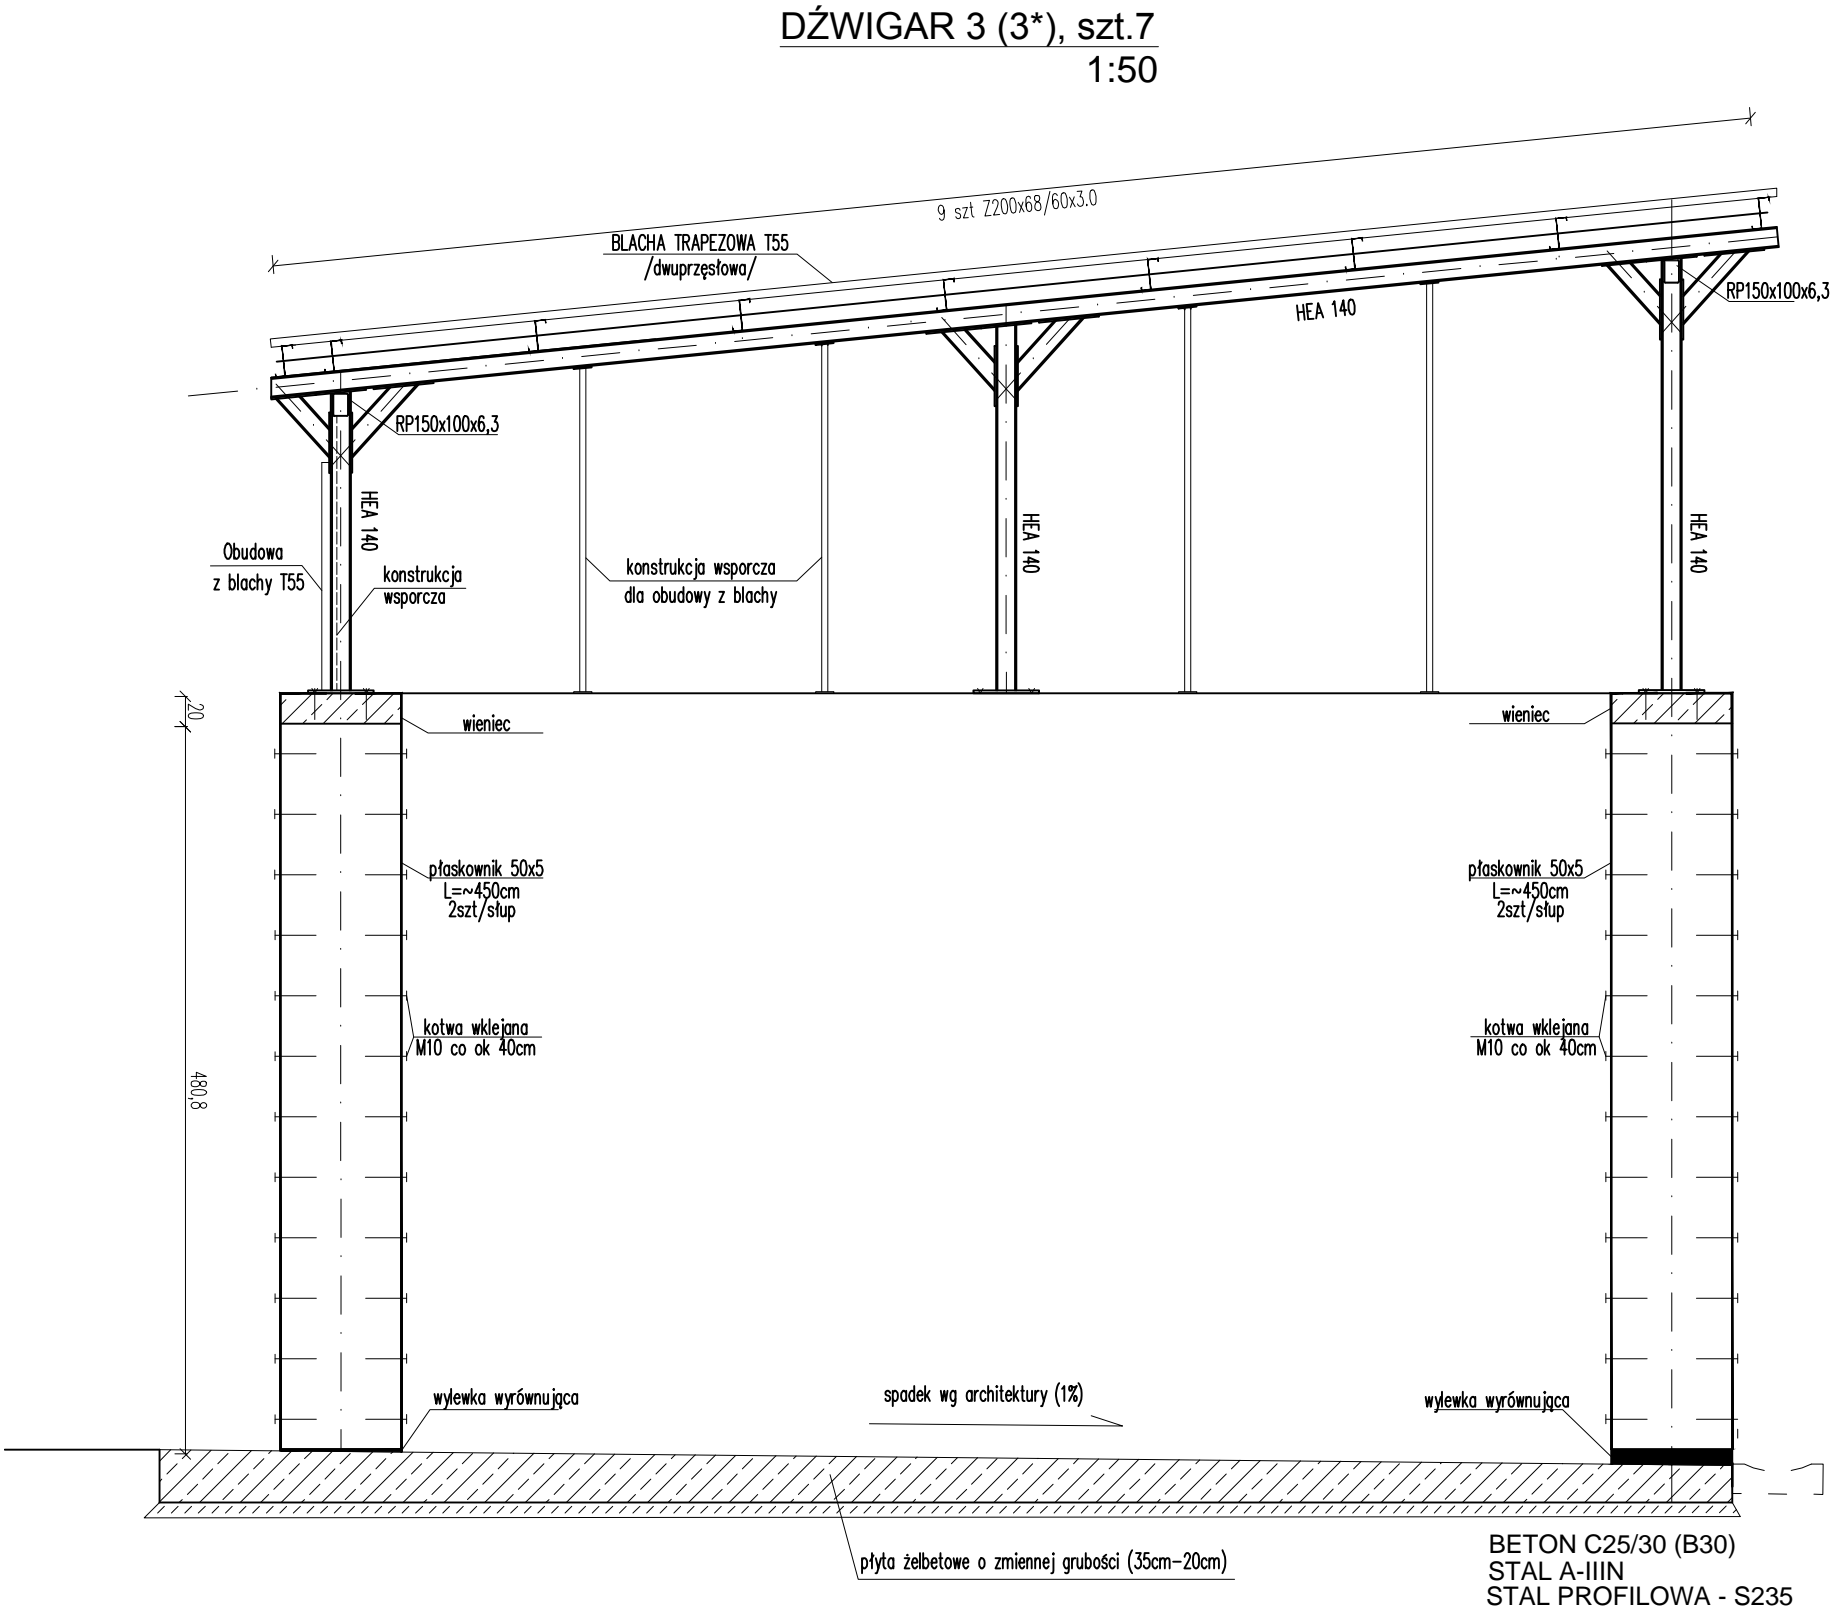 DŹWIGAR 3 (3*), szt.7
1:50
9 szt Z200x68/60x3.0
BLACHA TRAPEZOWA T55
/dwuprzęsłowa/
RP150x100x6,3
HEA 140
RP150x100x6,3
HEA 140
HEA 140
HEA 140
Obudowa
z blachy T55
konstrukcja
wsporcza
konstrukcja wsporcza
dla obudowy z blachy
20
wieniec
wieniec
płaskownik 50x5
L=~450cm
2szt/słup
płaskownik 50x5
L=~450cm
2szt/słup
kotwa wklejana
M10 co ok 40cm
kotwa wklejana
M10 co ok 40cm
480,8
wylewka wyrównująca
spadek wg architektury (1%)
wylewka wyrównująca
płyta żelbetowe o zmiennej grubości (35cm-20cm)
BETON C25/30 (B30)
STAL A-IIIN
STAL PROFILOWA - S235